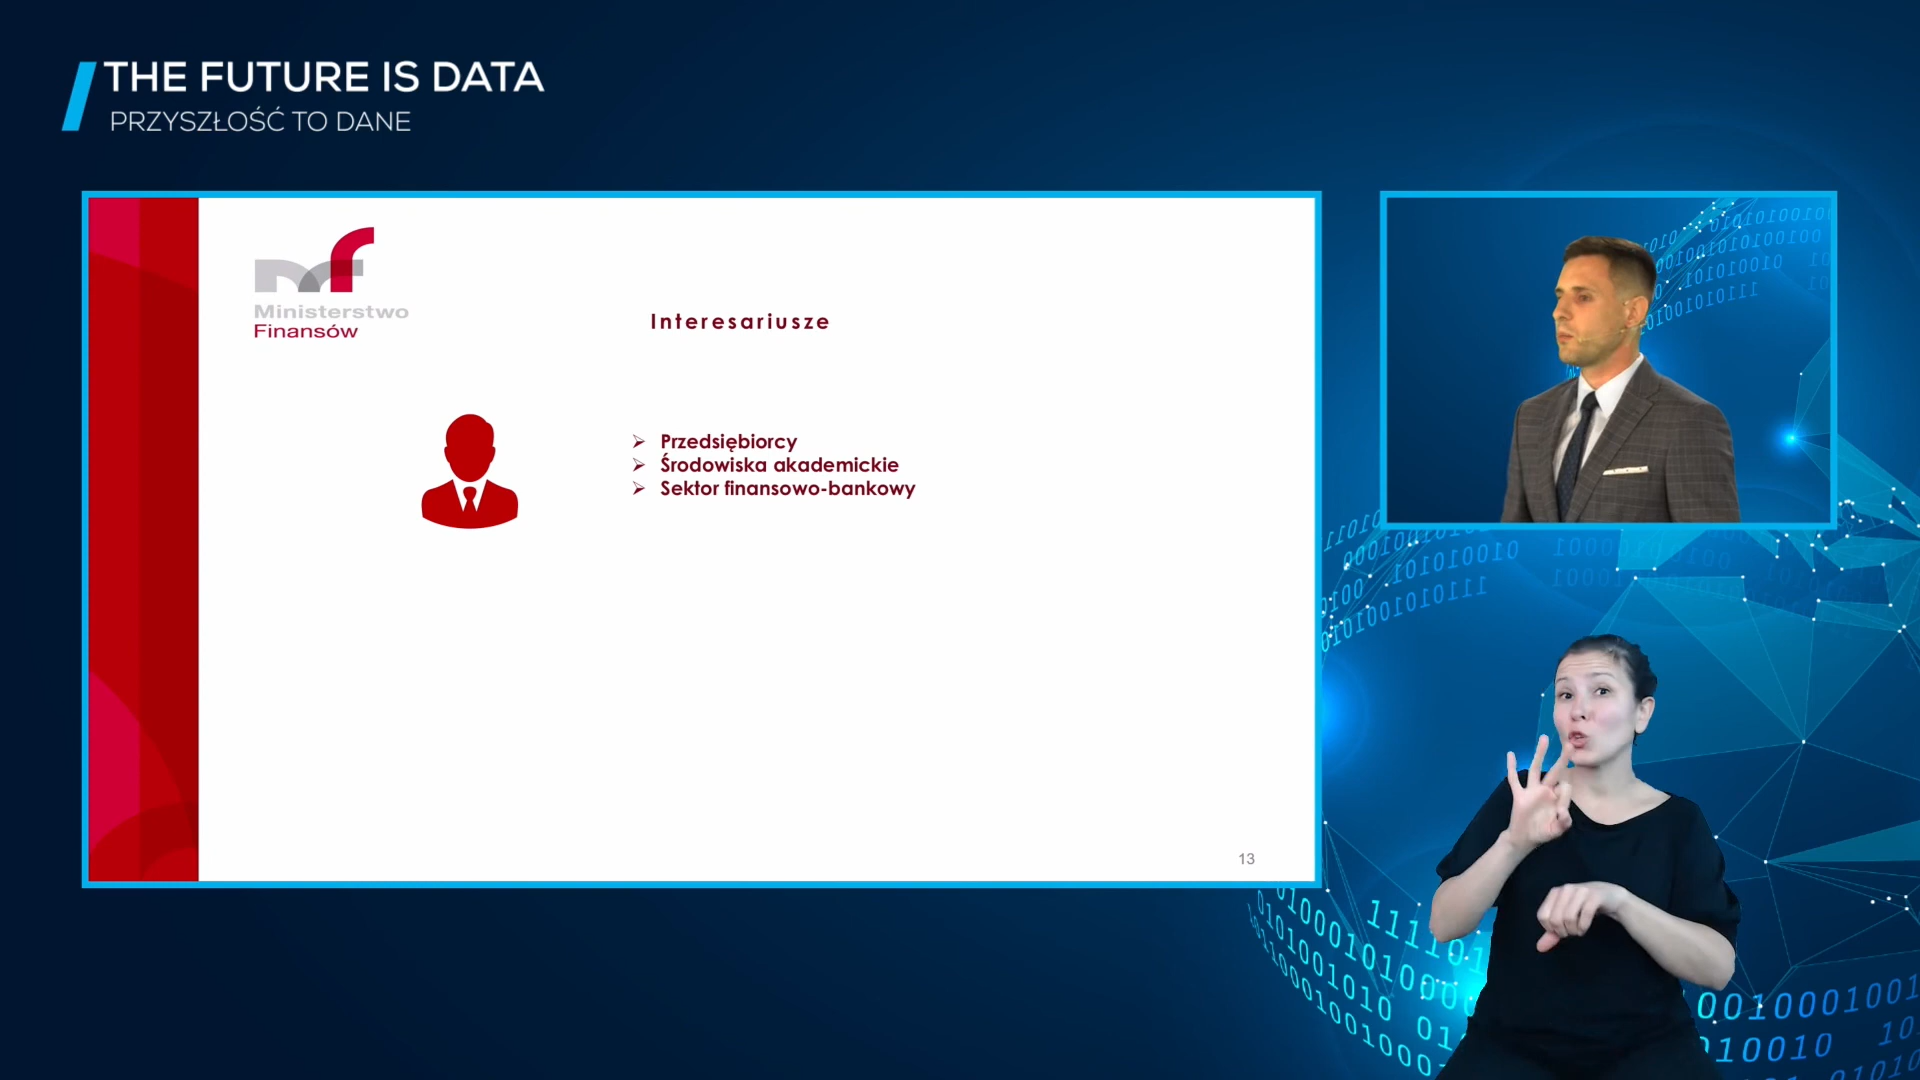 THE FUTURE IS DATA
PRZYSZŁOŚĆ TO DANE
Ministerstwo
Finansów
Interesariusze
Przedsiębiorcy
Środowiska akademickie
Sektor finansowo-bankowy
13